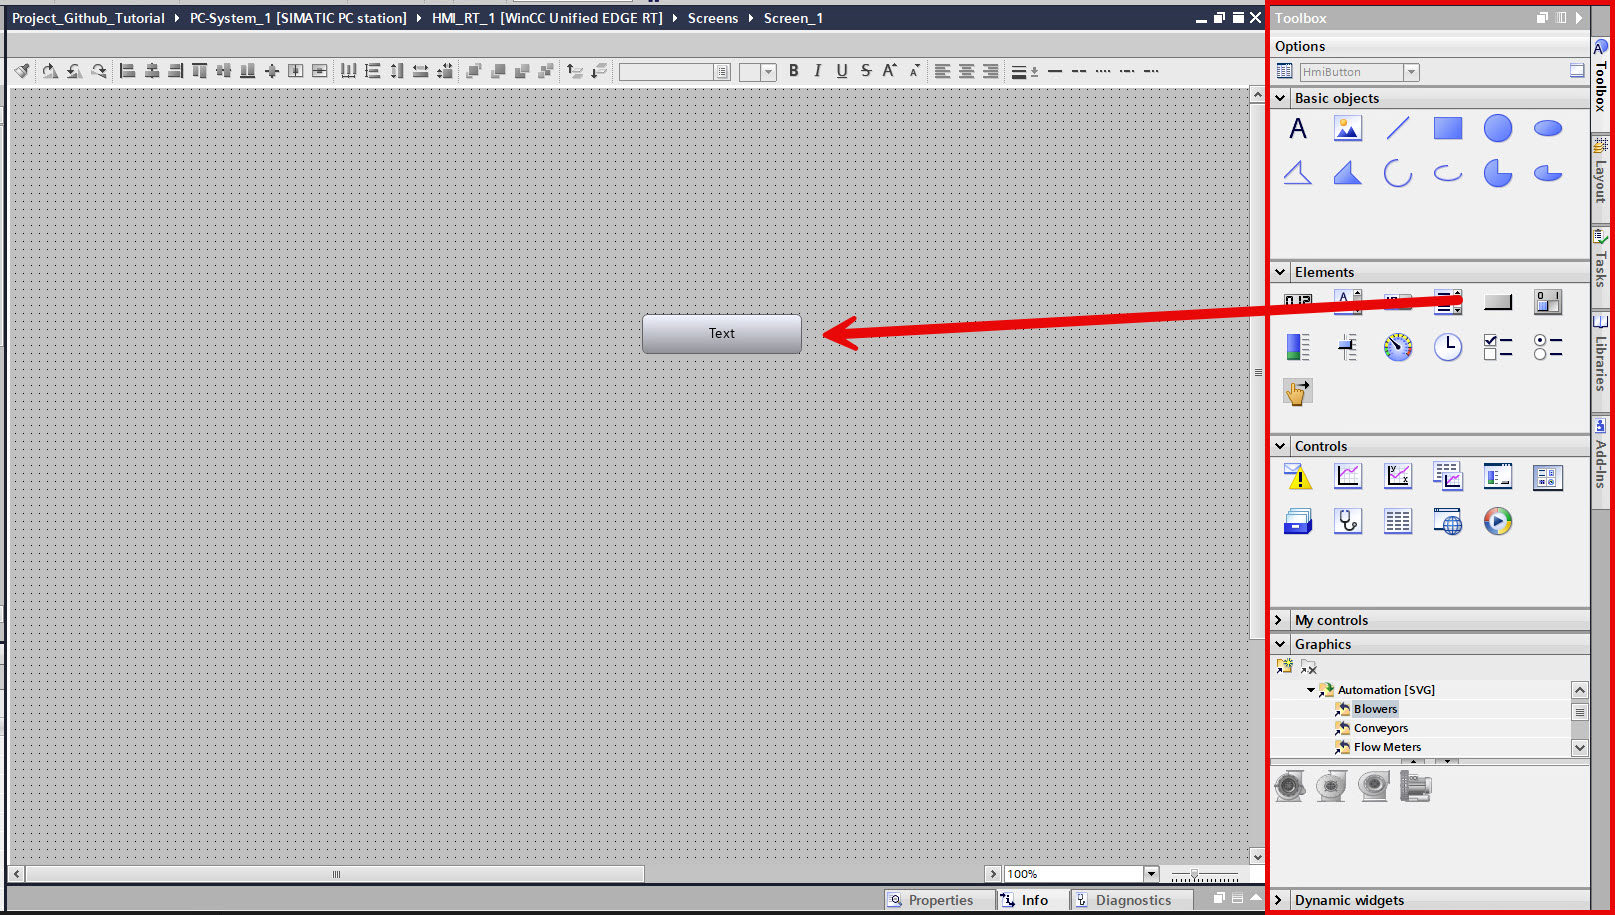 Project_Github_Tutorial PC-System_1 [SIMATIC PC station] HMI_RT_1 [WinCC Unified EDGE RT] Screens Screen_1
Toolbox
Options
HmiButton
B I U S A A
Basic objects
A
Elements
Text
Controls
My controls
Graphics
Automation [SVG]
Blowers
Conveyors
Flow Meters
Dynamic widgets
100%
Properties Info Diagnostics
Toolbox
Layout
Tasks
Libraries
Add-Ins